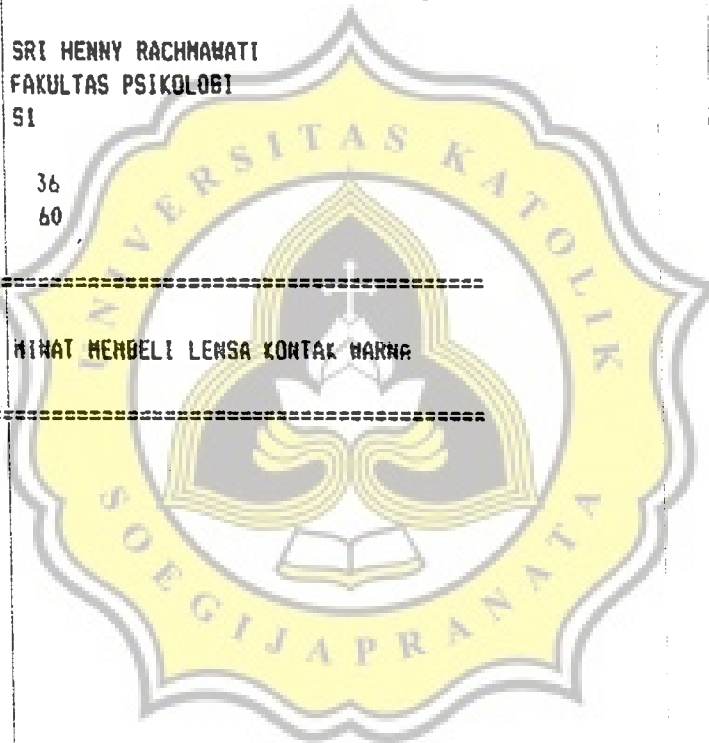 SRI HENNY RACHMAWATI
FAKULTAS PSIKOLOGI
S1
36
60
==========================================
MINAT MEMBELI LENSA KONTAK WARNA
==========================================
UNIVERSITAS KATOLIK
SOEGIJAPRANATA